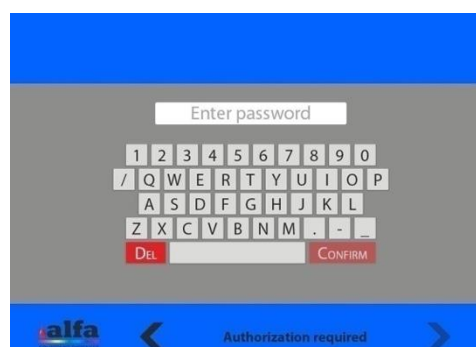 Enter password
1 2 3 4 5 6 7 8 9 0
/ Q W E R T Y U I O P
A S D F G H J K L
Z X C V B N M . - _
DEL CONFIRM
alfa Authorization required